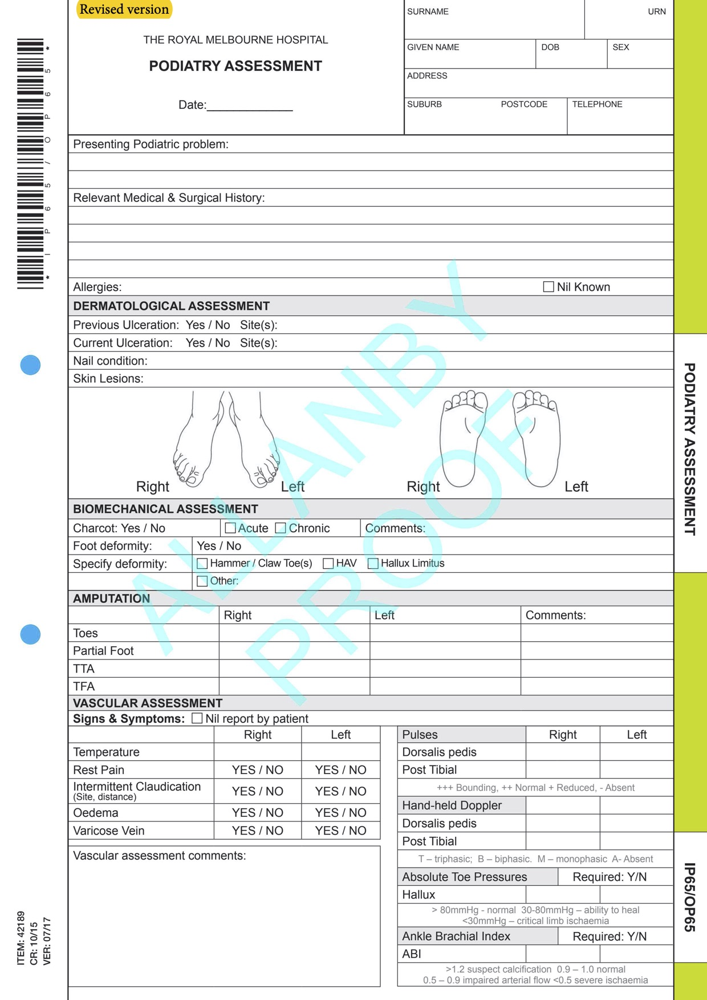 Revised version
THE ROYAL MELBOURNE HOSPITAL
PODIATRY ASSESSMENT
Date:_____________
SURNAME URN
GIVEN NAME DOB SEX
ADDRESS
SUBURB POSTCODE TELEPHONE
* I P 6 5 / O P 6 5 *
Presenting Podiatric problem:
Relevant Medical & Surgical History:
Allergies: Nil Known
DERMATOLOGICAL ASSESSMENT
Previous Ulceration: Yes / No Site(s):
Current Ulceration: Yes / No Site(s):
Nail condition:
Skin Lesions:
Right Left Right Left
BIOMECHANICAL ASSESSMENT
Charcot: Yes / No Acute Chronic Comments:
Foot deformity: Yes / No
Specify deformity: Hammer / Claw Toe(s) HAV Hallux Limitus
Other:
AMPUTATION
Right Left Comments:
Toes
Partial Foot
TTA
TFA
VASCULAR ASSESSMENT
Signs & Symptoms: Nil report by patient
Right Left
Temperature
Rest Pain YES / NO YES / NO
Intermittent Claudication YES / NO YES / NO
(Site, distance)
Oedema YES / NO YES / NO
Varicose Vein YES / NO YES / NO
Vascular assessment comments:
Pulses Right Left
Dorsalis pedis
Post Tibial
+++ Bounding, ++ Normal + Reduced, - Absent
Hand-held Doppler
Dorsalis pedis
Post Tibial
T – triphasic; B – biphasic. M – monophasic A- Absent
Absolute Toe Pressures Required: Y/N
Hallux
> 80mmHg - normal 30-80mmHg – ability to heal
<30mmHg – critical limb ischaemia
Ankle Brachial Index Required: Y/N
ABI
>1.2 suspect calcification 0.9 – 1.0 normal
0.5 – 0.9 impaired arterial flow <0.5 severe ischaemia
PODIATRY ASSESSMENT
IP65/OP65
ITEM: 42189
CR: 10/15
VER: 07/17
ALLANBY
PROOF